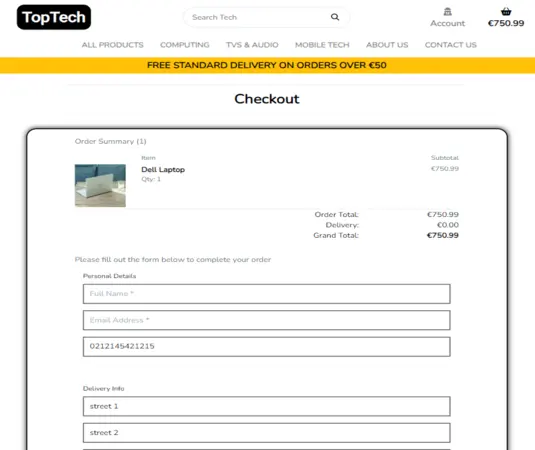 TopTech
Search Tech
Account
€750.99
ALL PRODUCTS COMPUTING TVS & AUDIO MOBILE TECH ABOUT US CONTACT US
FREE STANDARD DELIVERY ON ORDERS OVER €50
Checkout
Order Summary (1)
Item Subtotal
Dell Laptop €750.99
Qty: 1
Order Total: €750.99
Delivery: €0.00
Grand Total: €750.99
Please fill out the form below to complete your order
Personal Details
Full Name *
Email Address *
0212145421215
Delivery Info
street 1
street 2